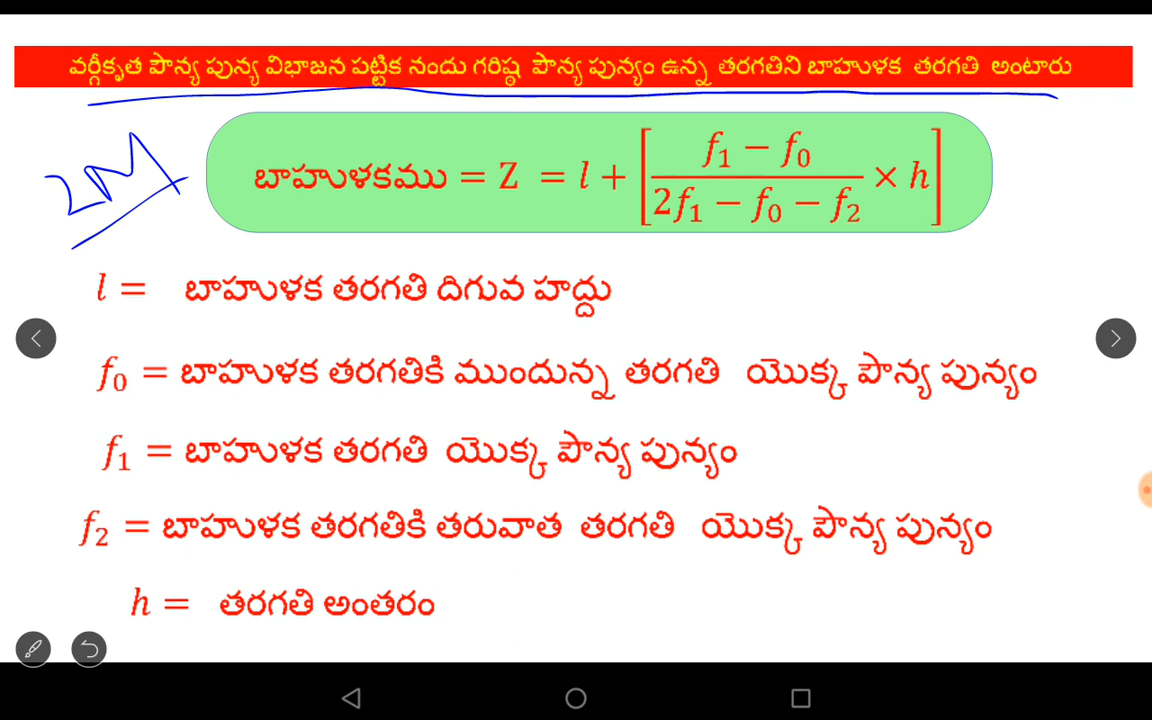 వర్గీకృత పౌన్య పున్య విభాజన పట్టిక నందు గరిష్ఠ పౌన్య పున్యం ఉన్న తరగతిని బాహుళక తరగతి అంటారు
2M
బాహుళకము = Z = l + [ (f₁ − f₀) / (2f₁ − f₀ − f₂) × h ]
l = బాహుళక తరగతి దిగువ హద్దు
f₀ = బాహుళక తరగతికి ముందున్న తరగతి యొక్క పౌన్య పున్యం
f₁ = బాహుళక తరగతి యొక్క పౌన్య పున్యం
f₂ = బాహుళక తరగతికి తరువాత తరగతి యొక్క పౌన్య పున్యం
h = తరగతి అంతరం